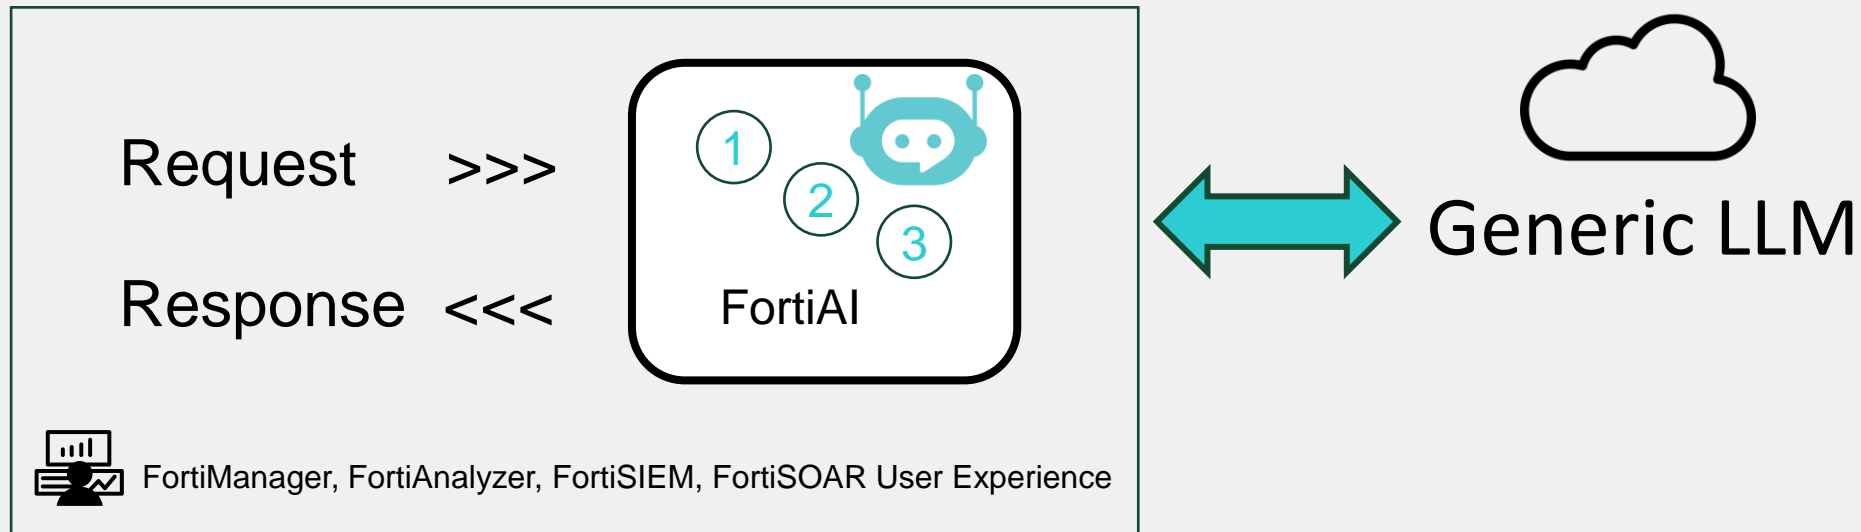 Request >>>
1
2
3
Response <<<
FortiAI
Generic LLM
FortiManager, FortiAnalyzer, FortiSIEM, FortiSOAR User Experience